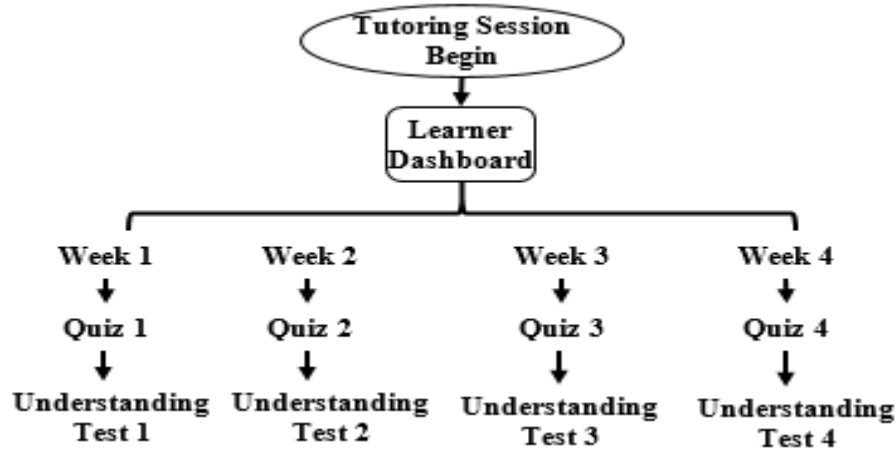 Tutoring Session
Begin
Learner
Dashboard
Week 1
Week 2
Week 3
Week 4
Quiz 1
Quiz 2
Quiz 3
Quiz 4
Understanding
Test 1
Understanding
Test 2
Understanding
Test 3
Understanding
Test 4